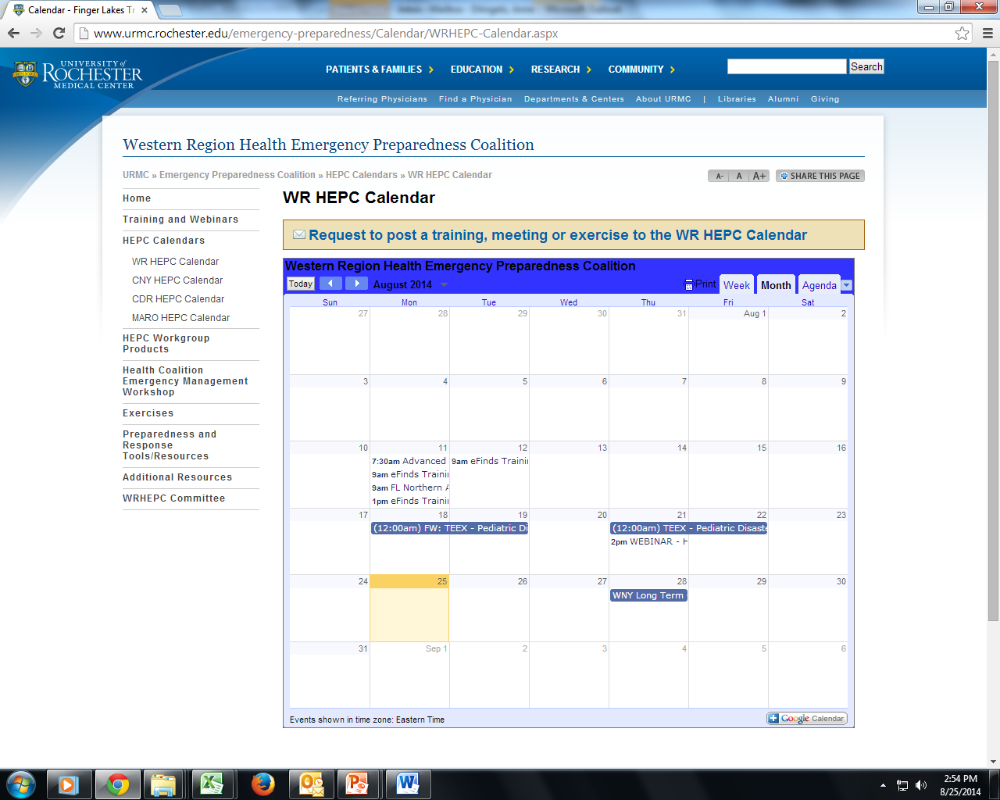 Calendar - Finger Lakes Tr
www.urmc.rochester.edu/emergency-preparedness/Calendar/WRHEPC-Calendar.aspx
UNIVERSITY of
ROCHESTER
MEDICAL CENTER
PATIENTS & FAMILIES EDUCATION RESEARCH COMMUNITY
Search
Referring Physicians Find a Physician Departments & Centers About URMC | Libraries Alumni Giving
Western Region Health Emergency Preparedness Coalition
URMC » Emergency Preparedness Coalition » HEPC Calendars » WR HEPC Calendar
A- A A+ SHARE THIS PAGE
Home
Training and Webinars
HEPC Calendars
WR HEPC Calendar
CNY HEPC Calendar
CDR HEPC Calendar
MARO HEPC Calendar
HEPC Workgroup
Products
Health Coalition
Emergency Management
Workshop
Exercises
Preparedness and
Response
Tools/Resources
Additional Resources
WRHEPC Committee
WR HEPC Calendar
Request to post a training, meeting or exercise to the WR HEPC Calendar
Western Region Health Emergency Preparedness Coalition
Today August 2014 Print Week Month Agenda
Sun Mon Tue Wed Thu Fri Sat
27 28 29 30 31 Aug 1 2
3 4 5 6 7 8 9
10 11 12 13 14 15 16
7:30am Advanced 9am eFinds Traini
9am eFinds Traini
9am FL Northern A
1pm eFinds Traini
17 18 19 20 21 22 23
(12:00am) FW: TEEX - Pediatric Di (12:00am) TEEX - Pediatric Disaste
2pm WEBINAR - H
24 25 26 27 28 29 30
WNY Long Term
31 Sep 1 2 3 4 5 6
Events shown in time zone: Eastern Time
Google Calendar
2:54 PM
8/25/2014